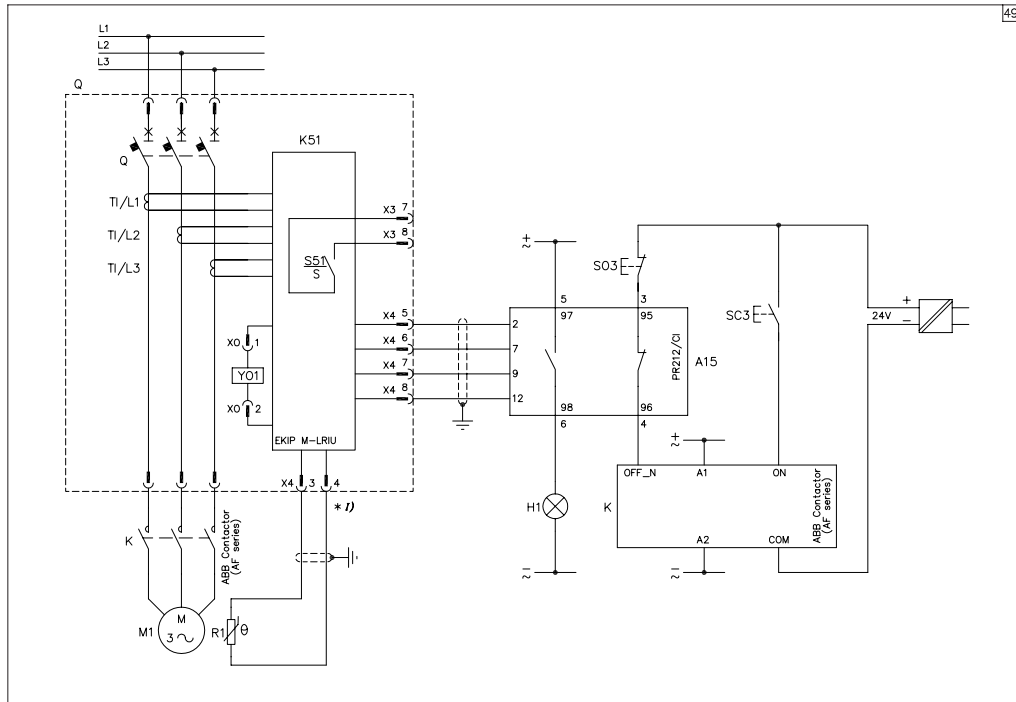 49
L1
L2
L3
Q
K51
Q
TI/L1
TI/L2
TI/L3
S51
S
X3 7
X3 8
X4 5
X4 6
X4 7
X4 8
X0 1
Y01
X0 2
EKIP M-LRIU
X4 3 4
* I)
K
ABB Contactor
(AF series)
M1
M
3 ~
R1 θ
+
~
SO3
5 3
97 95
2
7
9
12
PR212/CI
A15
98 96
6 4
H1
–
~
SC3
24V
+
–
+
~
OFF_N A1 ON
K
ABB Contactor
(AF series)
A2 COM
–
~